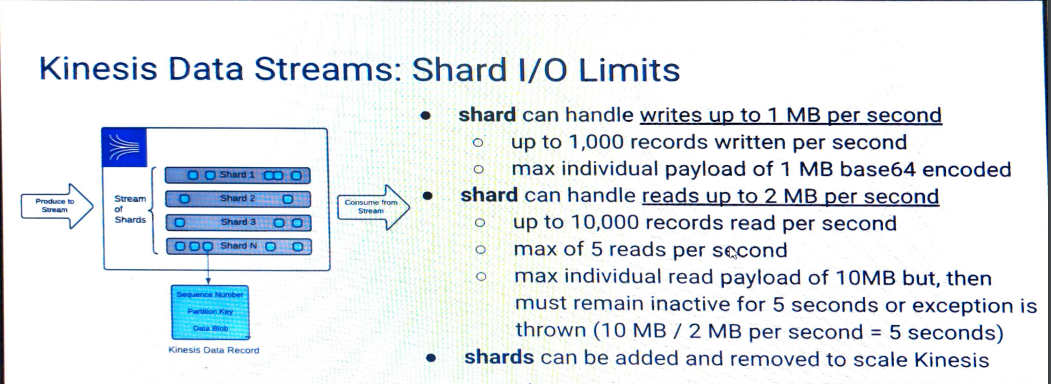 Kinesis Data Streams: Shard I/O Limits
Produce to
Stream
Stream
of
Shards
Shard 1
Shard 2
Shard 3
Shard N
Consume from
Stream
Sequence Number
Partition Key
Data Blob
Kinesis Data Record
● shard can handle writes up to 1 MB per second
○ up to 1,000 records written per second
○ max individual payload of 1 MB base64 encoded
● shard can handle reads up to 2 MB per second
○ up to 10,000 records read per second
○ max of 5 reads per second
○ max individual read payload of 10MB but, then
must remain inactive for 5 seconds or exception is
thrown (10 MB / 2 MB per second = 5 seconds)
● shards can be added and removed to scale Kinesis